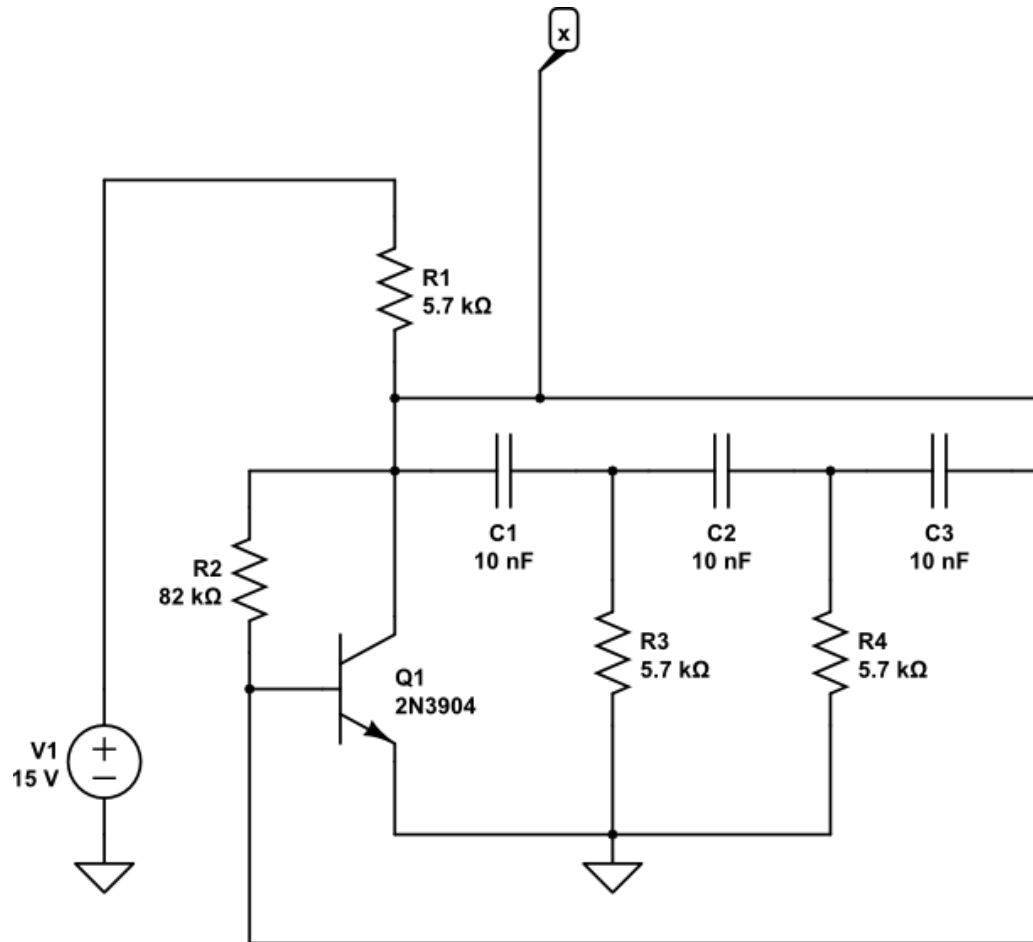 x
R1
5.7 kΩ
C1
10 nF
C2
10 nF
C3
10 nF
R2
82 kΩ
R3
5.7 kΩ
R4
5.7 kΩ
Q1
2N3904
V1
15 V